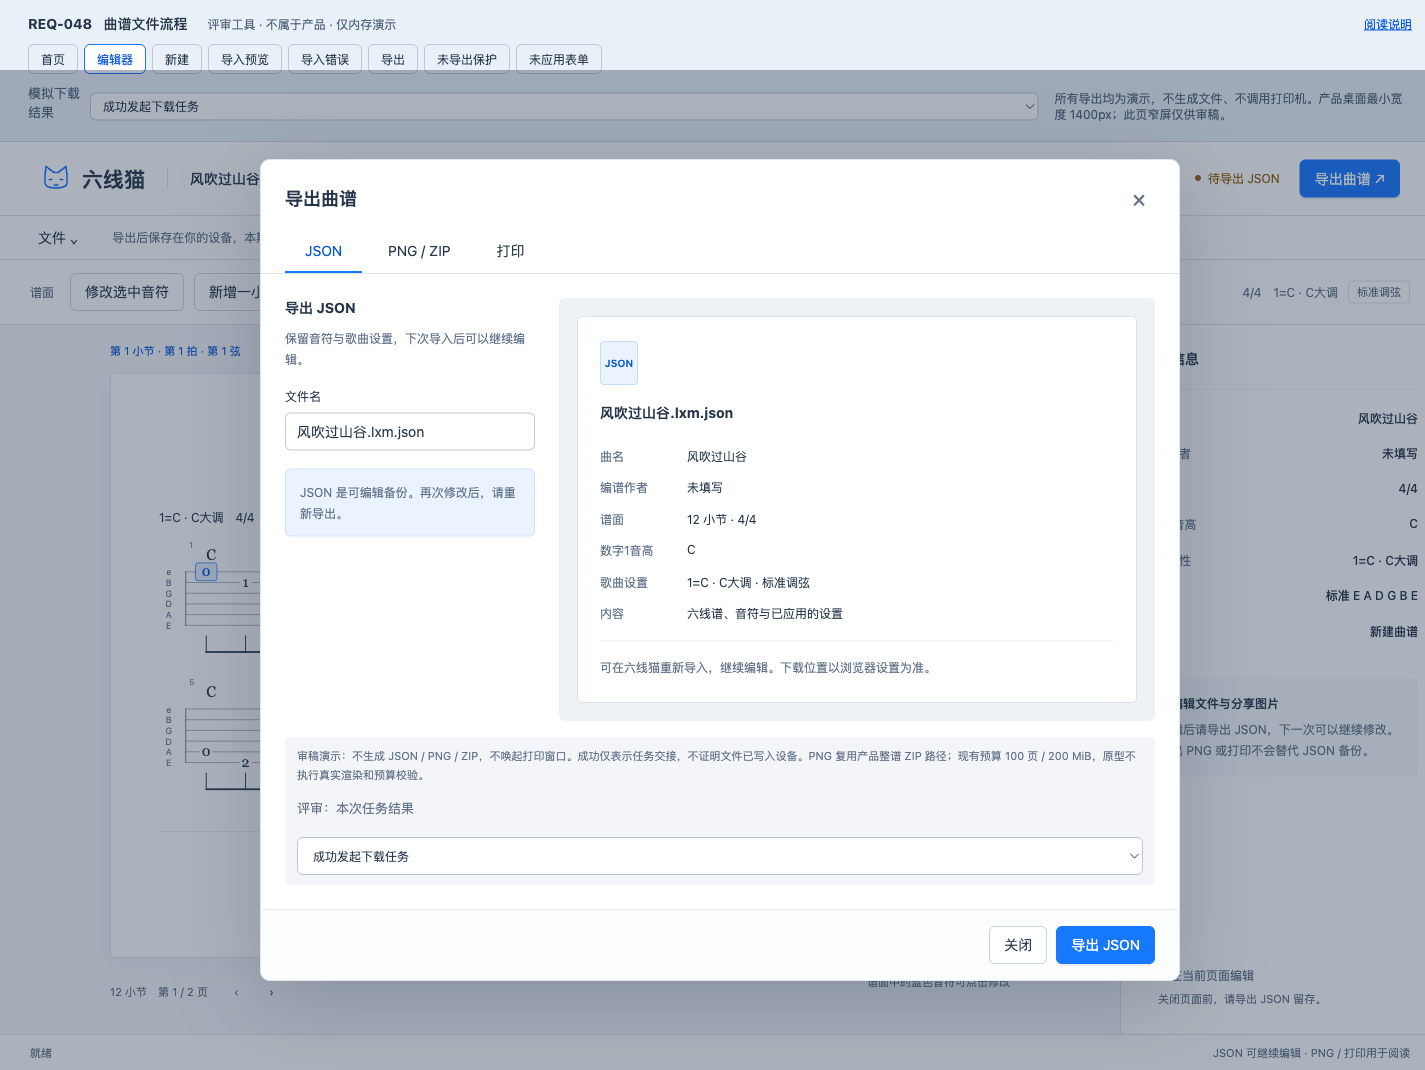 REQ-048 曲谱文件流程 评审工具 · 不属于产品 · 仅内存演示 阅读说明
首页 编辑器 新建 导入预览 导入错误 导出 未导出保护 未应用表单
模拟下载
结果
成功发起下载任务
所有导出均为演示，不生成文件、不调用打印机。产品桌面最小宽
度 1400px；此页窄屏仅供审稿。
六线猫 风吹过山谷 待导出 JSON 导出曲谱 ↗
文件 导出后保存在你的设备，本
谱面 修改选中音符 新增一小 4/4 1=C · C大调 标准调弦
第 1 小节 · 第 1 拍 · 第 1 弦
1=C · C大调 4/4
1
C
e
B
G
D
A
E
0
1
5
C
e
B
G
D
A
E
0
2
12 小节 第 1 / 2 页 ‹ ›
导出曲谱 ×
JSON PNG / ZIP 打印
导出 JSON
保留音符与歌曲设置，下次导入后可以继续编
辑。
文件名
风吹过山谷.lxm.json
JSON 是可编辑备份。再次修改后，请重
新导出。
JSON
风吹过山谷.lxm.json
曲名 风吹过山谷
编谱作者 未填写
谱面 12 小节 · 4/4
数字1音高 C
歌曲设置 1=C · C大调 · 标准调弦
内容 六线谱、音符与已应用的设置
可在六线猫重新导入，继续编辑。下载位置以浏览器设置为准。
审稿演示：不生成 JSON / PNG / ZIP，不唤起打印窗口。成功仅表示任务交接，不证明文件已写入设备。PNG 复用产品整谱 ZIP 路径；现有预算 100 页 / 200 MiB，原型不
执行真实渲染和预算校验。
评审：本次任务结果
成功发起下载任务
关闭 导出 JSON
信息
风吹过山谷
者 未填写
4/4
音高 C
性 1=C · C大调
标准 E A D G B E
新建曲谱
编辑文件与分享图片
后请导出 JSON，下一次可以继续修改。
PNG 或打印不会替代 JSON 备份。
谱面中的蓝色音符可点击修改
当前页面编辑
关闭页面前，请导出 JSON 留存。
就绪 JSON 可继续编辑 · PNG / 打印用于阅读